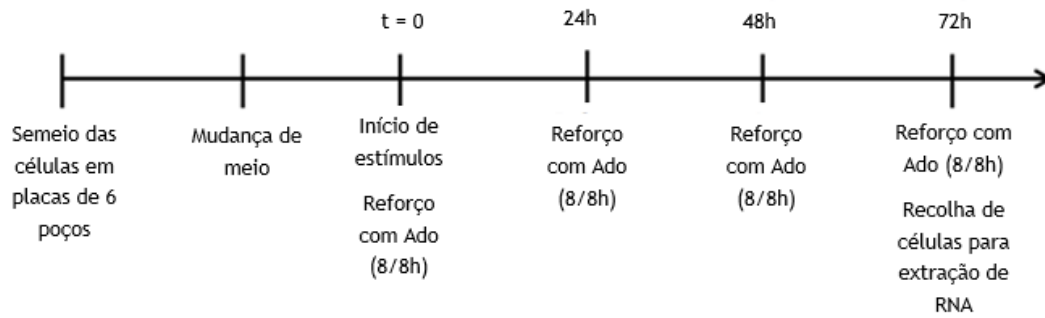 t = 0
24h
48h
72h
Semeio das
células em
placas de 6
poços
Mudança de
meio
Início de
estímulos
Reforço
com Ado
(8/8h)
Reforço
com Ado
(8/8h)
Reforço
com Ado
(8/8h)
Reforço com
Ado (8/8h)
Recolha de
células para
extração de
RNA